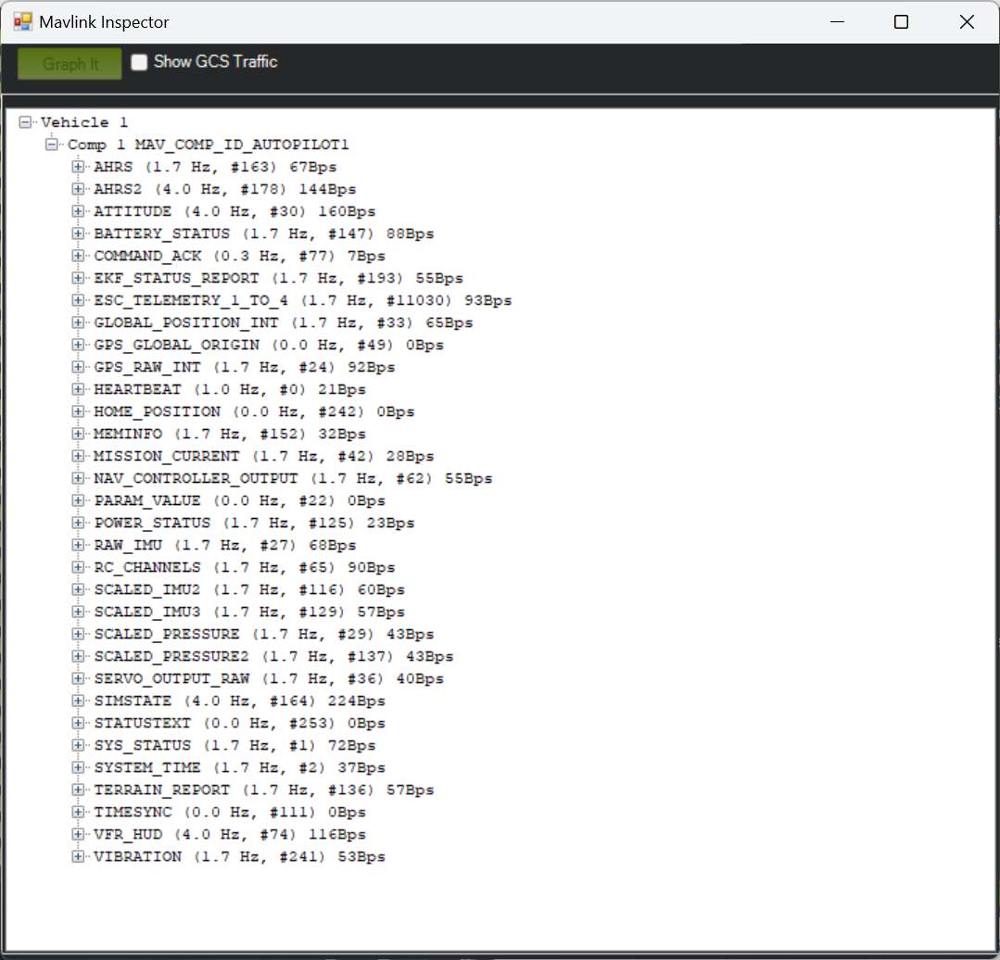 Mavlink Inspector
Graph It
Show GCS Traffic
Vehicle 1
Comp 1 MAV_COMP_ID_AUTOPILOT1
AHRS (1.7 Hz, #163) 67Bps
AHRS2 (4.0 Hz, #178) 144Bps
ATTITUDE (4.0 Hz, #30) 160Bps
BATTERY_STATUS (1.7 Hz, #147) 88Bps
COMMAND_ACK (0.3 Hz, #77) 7Bps
EKF_STATUS_REPORT (1.7 Hz, #193) 55Bps
ESC_TELEMETRY_1_TO_4 (1.7 Hz, #11030) 93Bps
GLOBAL_POSITION_INT (1.7 Hz, #33) 65Bps
GPS_GLOBAL_ORIGIN (0.0 Hz, #49) 0Bps
GPS_RAW_INT (1.7 Hz, #24) 92Bps
HEARTBEAT (1.0 Hz, #0) 21Bps
HOME_POSITION (0.0 Hz, #242) 0Bps
MEMINFO (1.7 Hz, #152) 32Bps
MISSION_CURRENT (1.7 Hz, #42) 28Bps
NAV_CONTROLLER_OUTPUT (1.7 Hz, #62) 55Bps
PARAM_VALUE (0.0 Hz, #22) 0Bps
POWER_STATUS (1.7 Hz, #125) 23Bps
RAW_IMU (1.7 Hz, #27) 68Bps
RC_CHANNELS (1.7 Hz, #65) 90Bps
SCALED_IMU2 (1.7 Hz, #116) 60Bps
SCALED_IMU3 (1.7 Hz, #129) 57Bps
SCALED_PRESSURE (1.7 Hz, #29) 43Bps
SCALED_PRESSURE2 (1.7 Hz, #137) 43Bps
SERVO_OUTPUT_RAW (1.7 Hz, #36) 40Bps
SIMSTATE (4.0 Hz, #164) 224Bps
STATUSTEXT (0.0 Hz, #253) 0Bps
SYS_STATUS (1.7 Hz, #1) 72Bps
SYSTEM_TIME (1.7 Hz, #2) 37Bps
TERRAIN_REPORT (1.7 Hz, #136) 57Bps
TIMESYNC (0.0 Hz, #111) 0Bps
VFR_HUD (4.0 Hz, #74) 116Bps
VIBRATION (1.7 Hz, #241) 53Bps